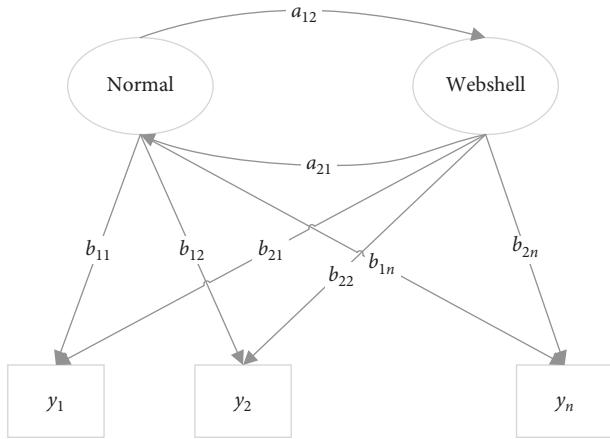 a₁₂
Normal
Webshell
a₂₁
b₁₁
b₁₂
b₂₁
b₂₂
b₁ₙ
b₂ₙ
y₁
y₂
yₙ